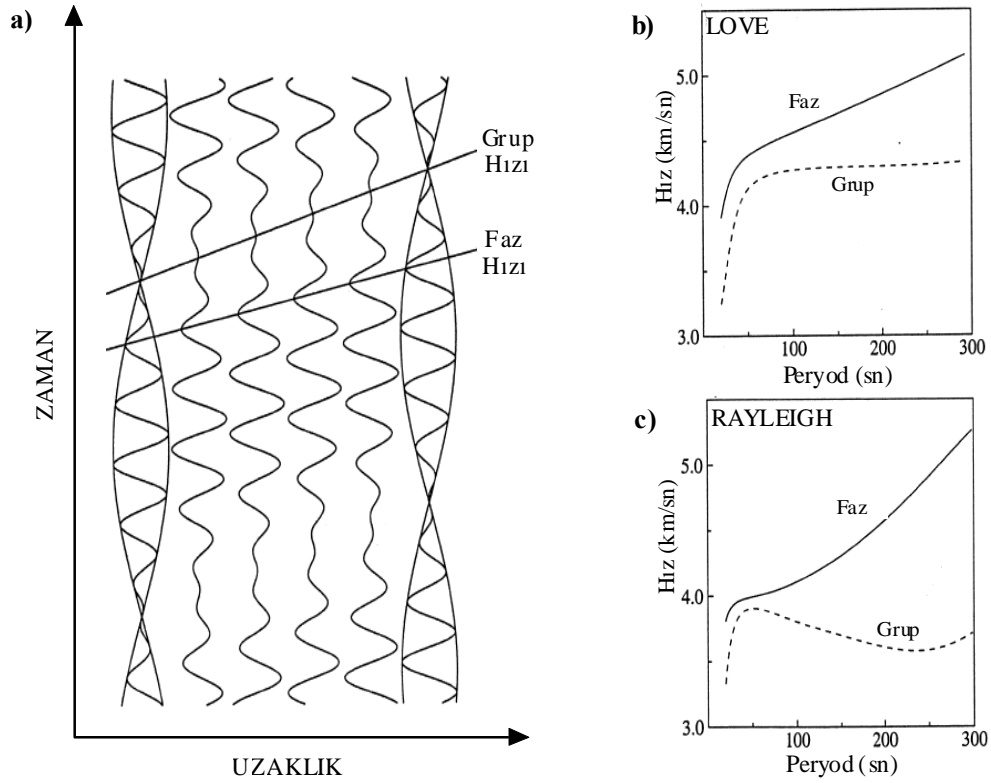 a)
ZAMAN
UZAKLIK
Grup
Hızı
Faz
Hızı
b)
LOVE
Hız (km/sn)
5.0
4.0
3.0
Faz
Grup
100
200
300
Peryod (sn)
c)
RAYLEIGH
Hız (km/sn)
5.0
4.0
3.0
Faz
Grup
100
200
300
Peryod (sn)